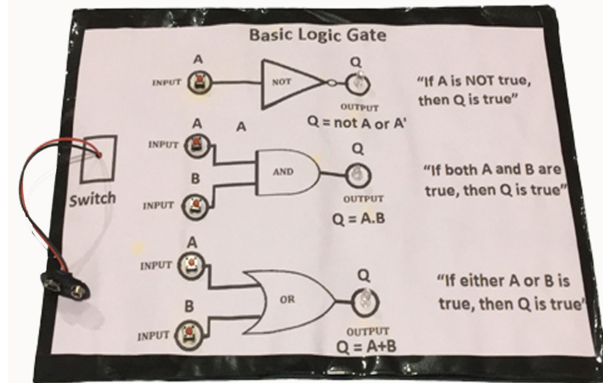 Basic Logic Gate
A
Q
INPUT
NOT
OUTPUT
Q = not A or A'
"If A is NOT true,
then Q is true"
A
A
Q
INPUT
B
AND
INPUT
OUTPUT
Q = A.B
"If both A and B are
true, then Q is true"
Switch
A
Q
INPUT
B
OR
INPUT
OUTPUT
Q = A+B
"If either A or B is
true, then Q is true"